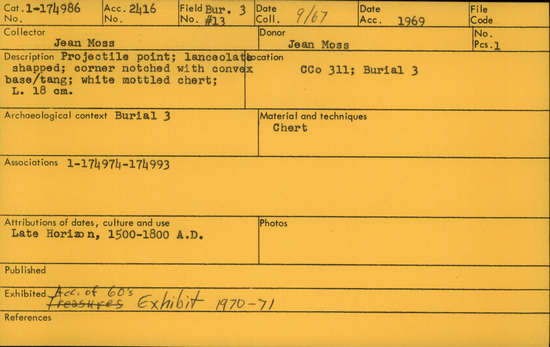 Cat. 1-174986 Acc. 2416 Field Bur. 3 Date 9/67 Date File
No. No. No. #13 Coll. Acc. 1969 Code
Collector Donor No.
Jean Moss Jean Moss Pcs. 1
Description Projectile point; lanceolate Location
shapped; corner notched with convex CCo 311; Burial 3
base/tang; white mottled chert;
L. 18 cm.
Archaeological context Burial 3 Material and techniques
Chert
Associations 1-174974-174993
Attributions of dates, culture and use Photos
Late Horizon, 1500-1800 A.D.
Published
Acc. of 60's
Exhibited Treasures Exhibit 1970-71
References